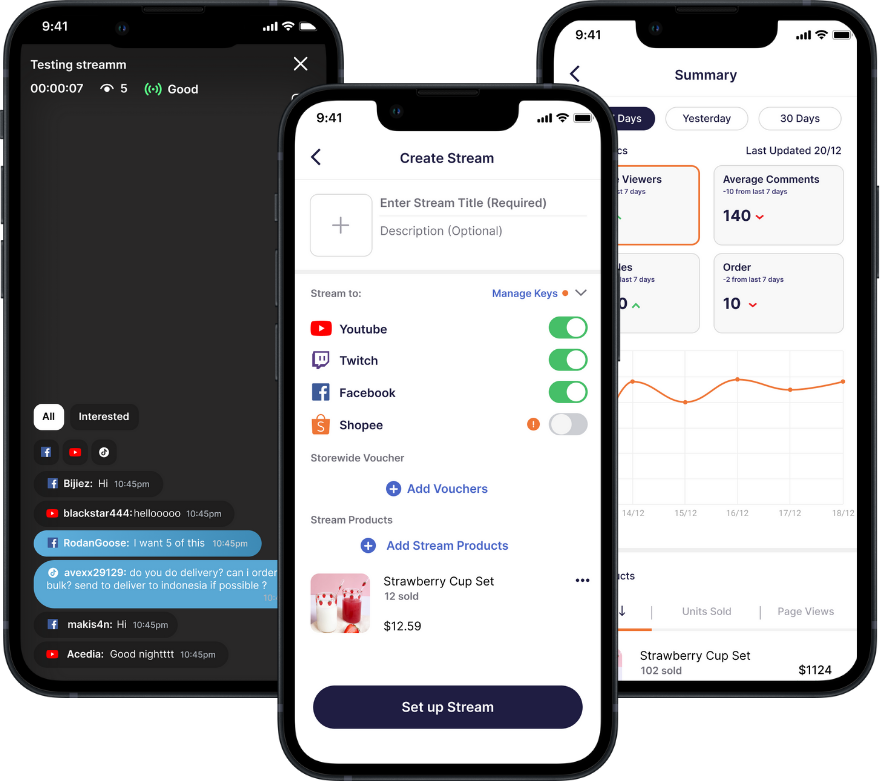 9:41
Testing streamm
00:00:07
5
Good
All
Interested
Bijiez: Hi 10:45pm
blackstar444:hellooooo 10:45pm
RodanGoose: I want 5 of this 10:45pm
avexx29129: do you do delivery? can i order
bulk? send to deliver to indonesia if possible ?
makis4n: Hi 10:45pm
Acedia: Good nightttt 10:45pm
9:41
Create Stream
Enter Stream Title (Required)
Description (Optional)
Stream to:
Manage Keys
Youtube
Twitch
Facebook
Shopee
Storewide Voucher
Add Vouchers
Stream Products
Add Stream Products
Strawberry Cup Set
12 sold
$12.59
Set up Stream
9:41
Summary
Days
Yesterday
30 Days
Last Updated 20/12
Viewers
last 7 days
Average Comments
-10 from last 7 days
140
last 7 days
0
Order
-2 from last 7 days
10
14/12
15/12
16/12
17/12
18/12
Units Sold
Page Views
Strawberry Cup Set
102 sold
$1124